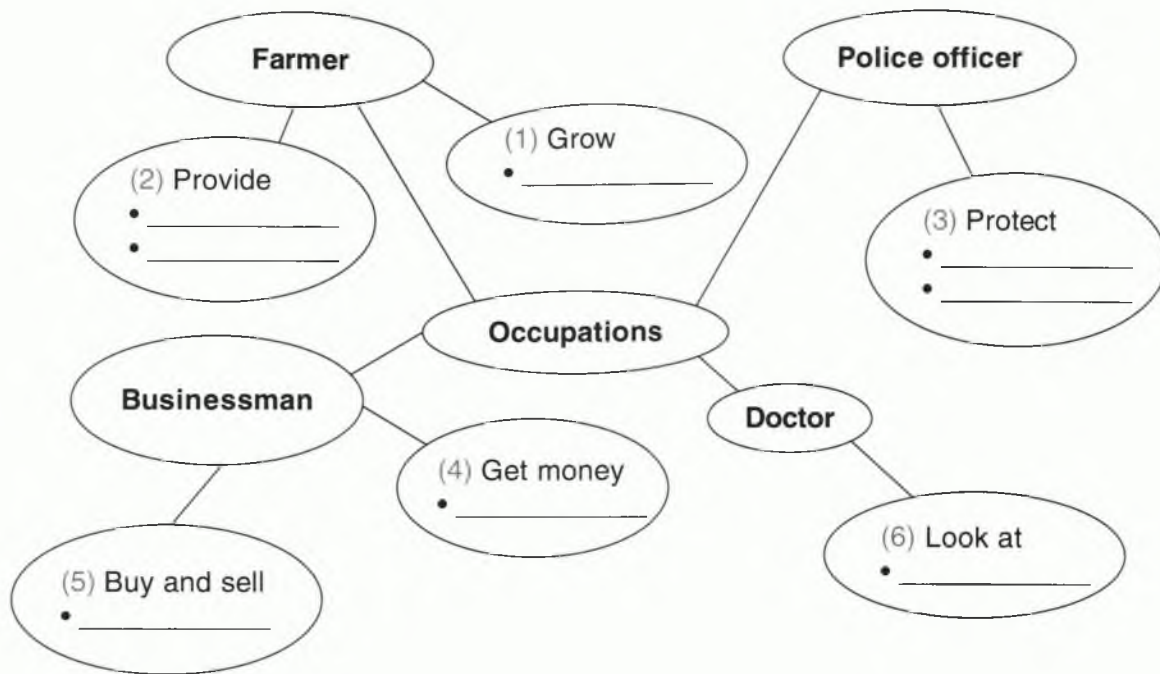 Farmer
Police officer
(1) Grow
•
(2) Provide
•
•
(3) Protect
•
•
Occupations
Businessman
Doctor
(4) Get money
•
(5) Buy and sell
•
(6) Look at
•